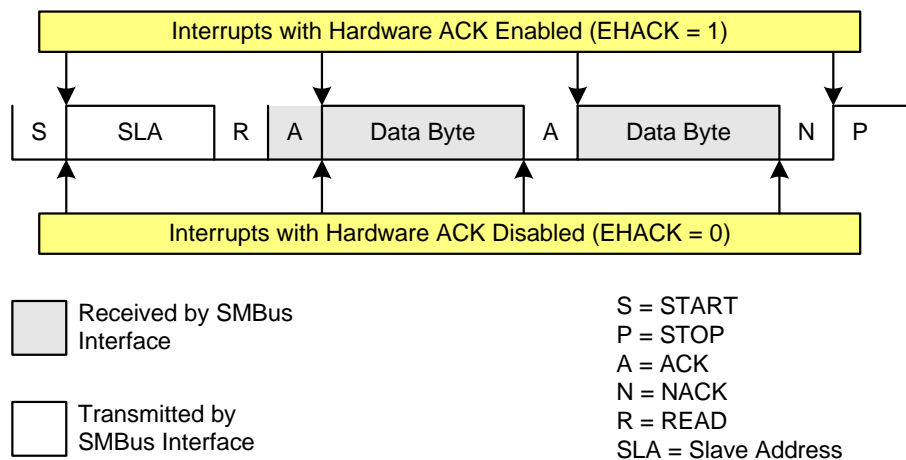 Interrupts with Hardware ACK Enabled (EHACK = 1)
S SLA R A Data Byte A Data Byte N P
Interrupts with Hardware ACK Disabled (EHACK = 0)
Received by SMBus
Interface
Transmitted by
SMBus Interface
S = START
P = STOP
A = ACK
N = NACK
R = READ
SLA = Slave Address